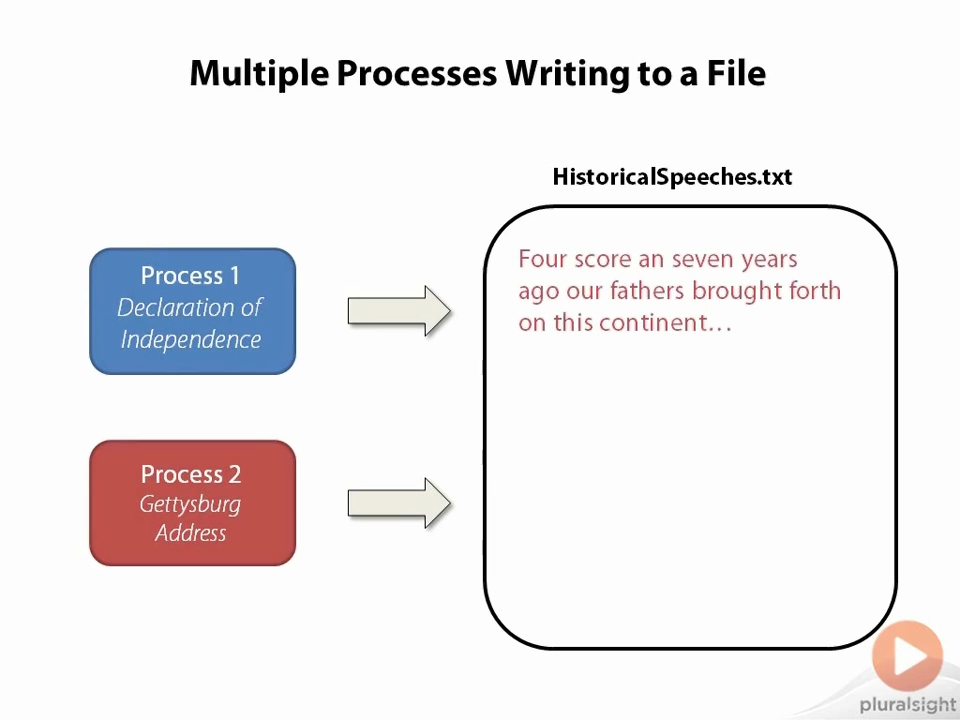 Multiple Processes Writing to a File
HistoricalSpeeches.txt
Process 1
Declaration of
Independence
Four score an seven years
ago our fathers brought forth
on this continent…
Process 2
Gettysburg
Address
pluralsight